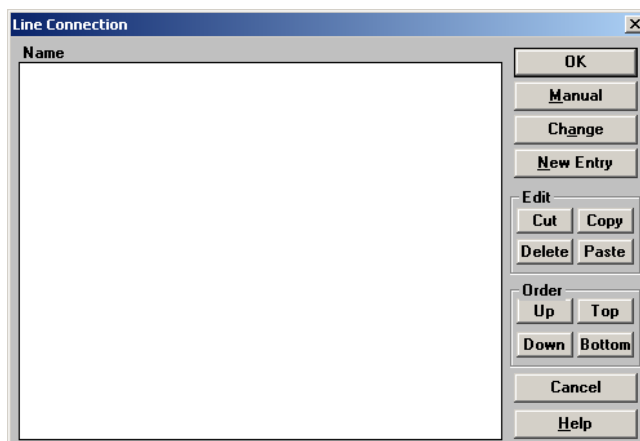 Line Connection
Name
OK
Manual
Change
New Entry
Edit
Cut Copy
Delete Paste
Order
Up Top
Down Bottom
Cancel
Help